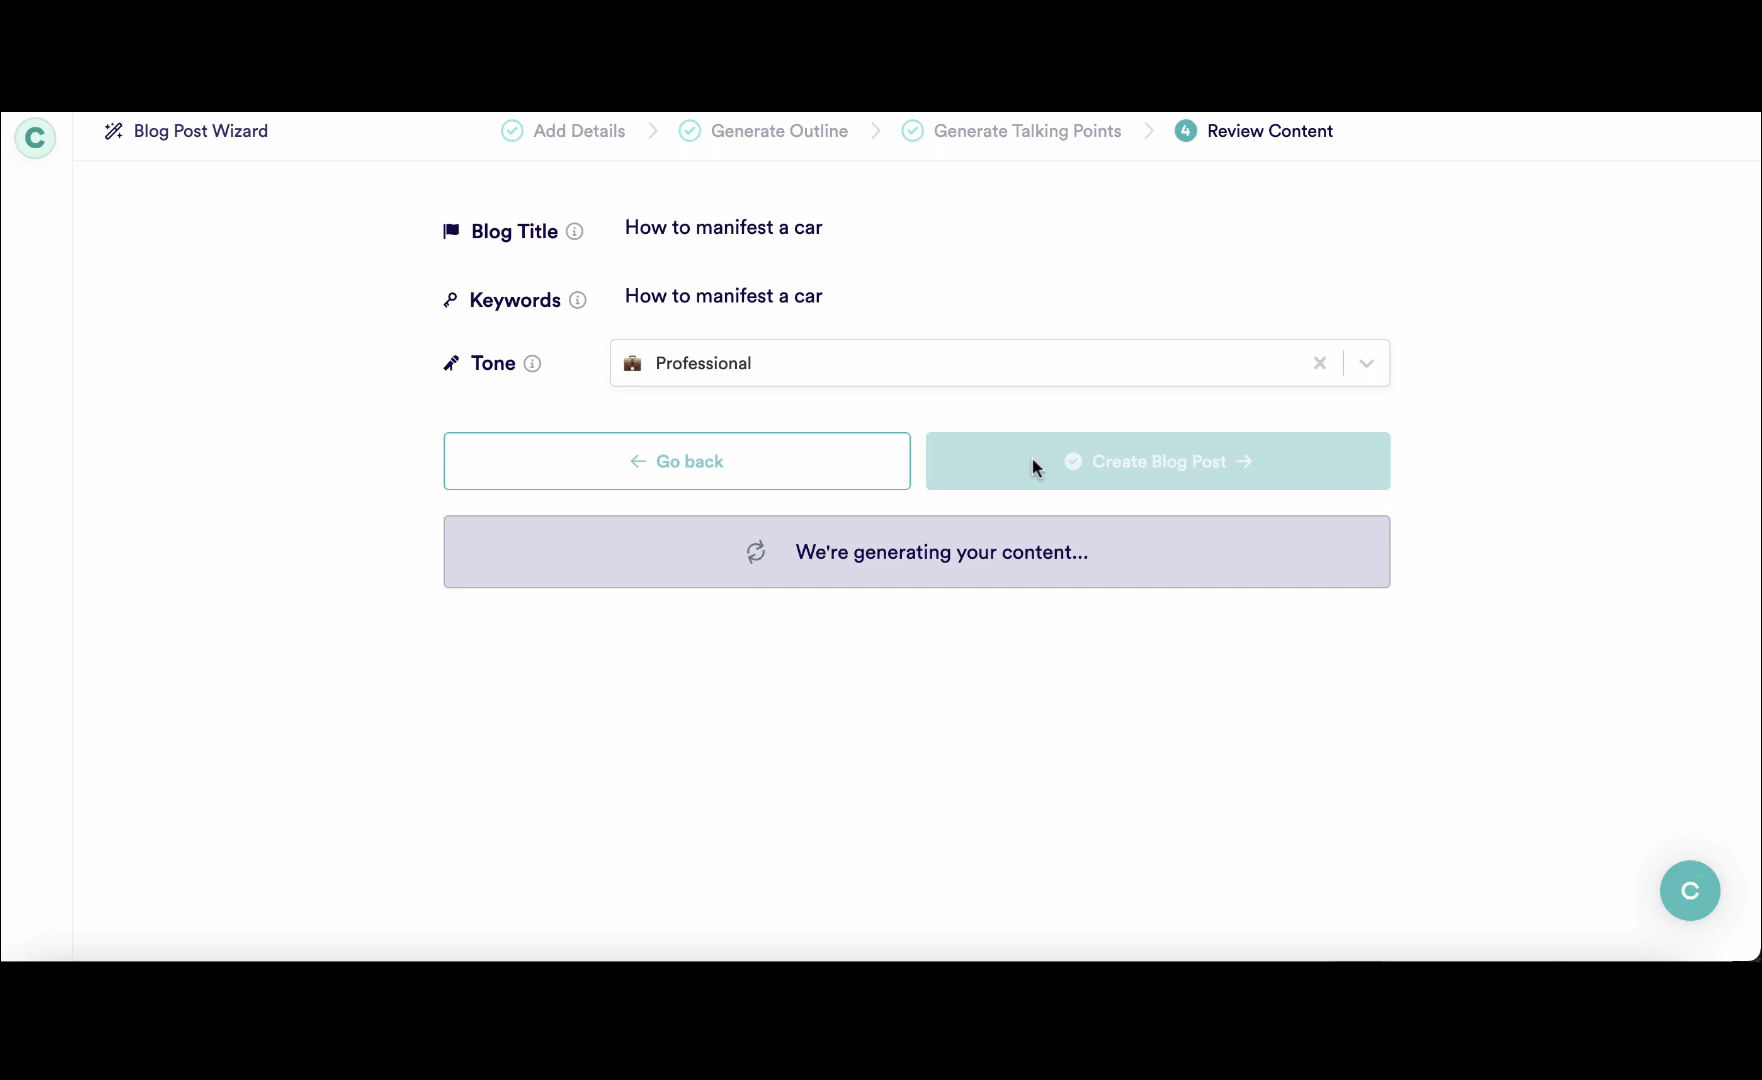 C
Blog Post Wizard
Add Details
Generate Outline
Generate Talking Points
4 Review Content
Blog Title
How to manifest a car
Keywords
How to manifest a car
Tone
Professional
Go back
Create Blog Post
We're generating your content...
C